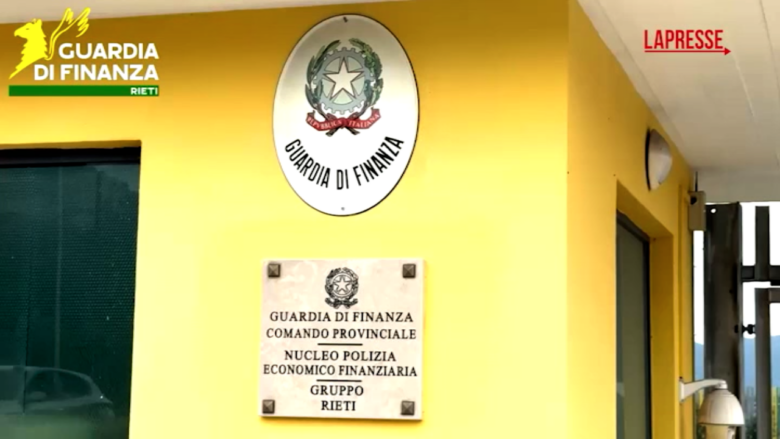 GUARDIA
DI FINANZA
RIETI
LAPRESSE
REPVBBLICA ITALIANA
GUARDIA DI FINANZA
GUARDIA DI FINANZA
COMANDO PROVINCIALE
NUCLEO POLIZIA
ECONOMICO FINANZIARIA
GRUPPO
RIETI